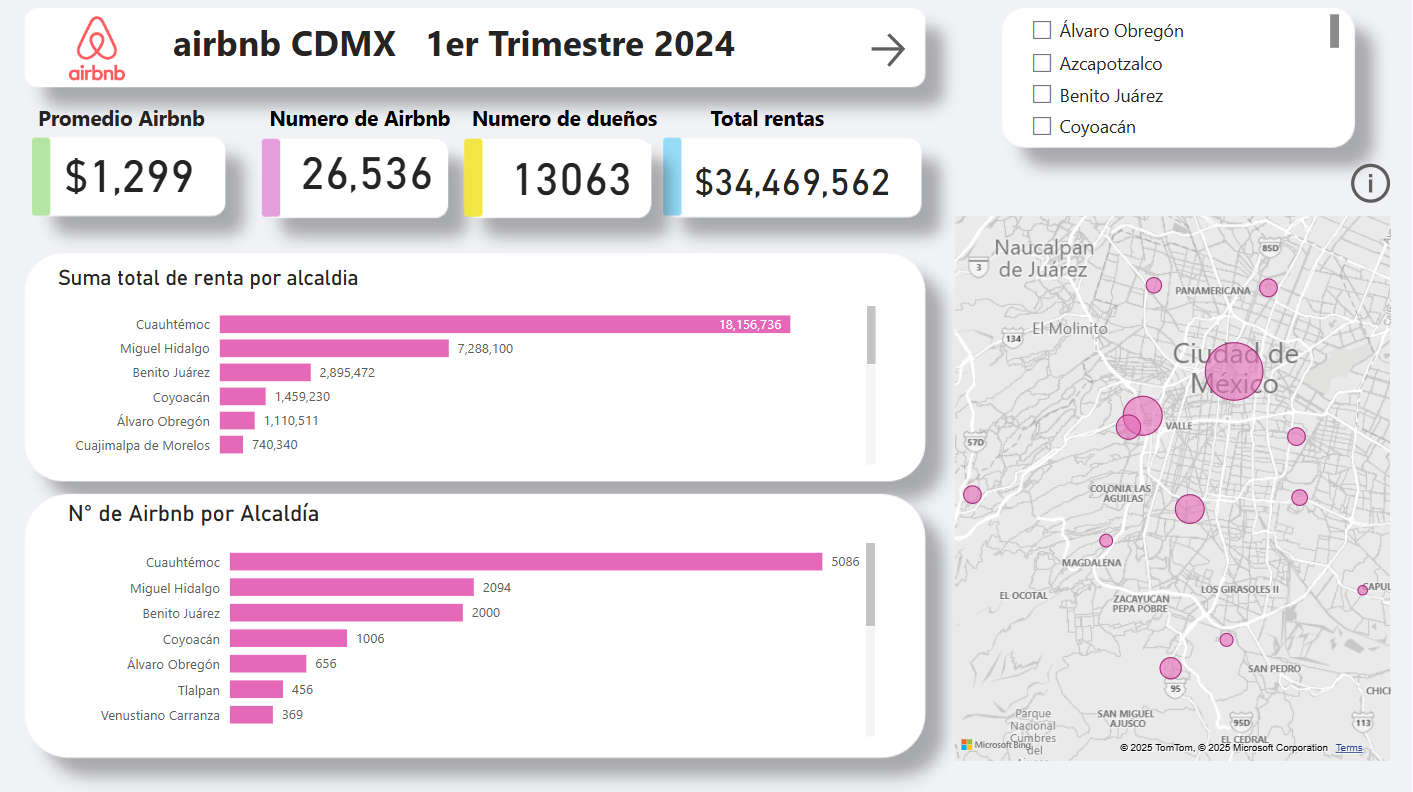 airbnb
airbnb CDMX 1er Trimestre 2024
Álvaro Obregón
Azcapotzalco
Benito Juárez
Coyoacán
Promedio Airbnb
$1,299
Numero de Airbnb
26,536
Numero de dueños
13063
Total rentas
$34,469,562
Suma total de renta por alcaldia
Cuauhtémoc 18,156,736
Miguel Hidalgo 7,288,100
Benito Juárez 2,895,472
Coyoacán 1,459,230
Álvaro Obregón 1,110,511
Cuajimalpa de Morelos 740,340
N° de Airbnb por Alcaldía
Cuauhtémoc 5086
Miguel Hidalgo 2094
Benito Juárez 2000
Coyoacán 1006
Álvaro Obregón 656
Tlalpan 456
Venustiano Carranza 369
Naucalpan
de Juárez
85D
3
PANAMERICANA
El Molinito
134
Ciudad de
México
VALLE
57D
COLONIA LAS
ÁGUILAS
MAGDALENA
EL OCOTAL
ZACAYUCAN
PEPA POBRE
LOS GIRASOLES II
SAN PEDRO
95
SAN MIGUEL
AJUSCO
95D
113
EL CEDRAL
Parque
Nacional
Cumbres
del
Microsoft Bing
© 2025 TomTom, © 2025 Microsoft Corporation Terms